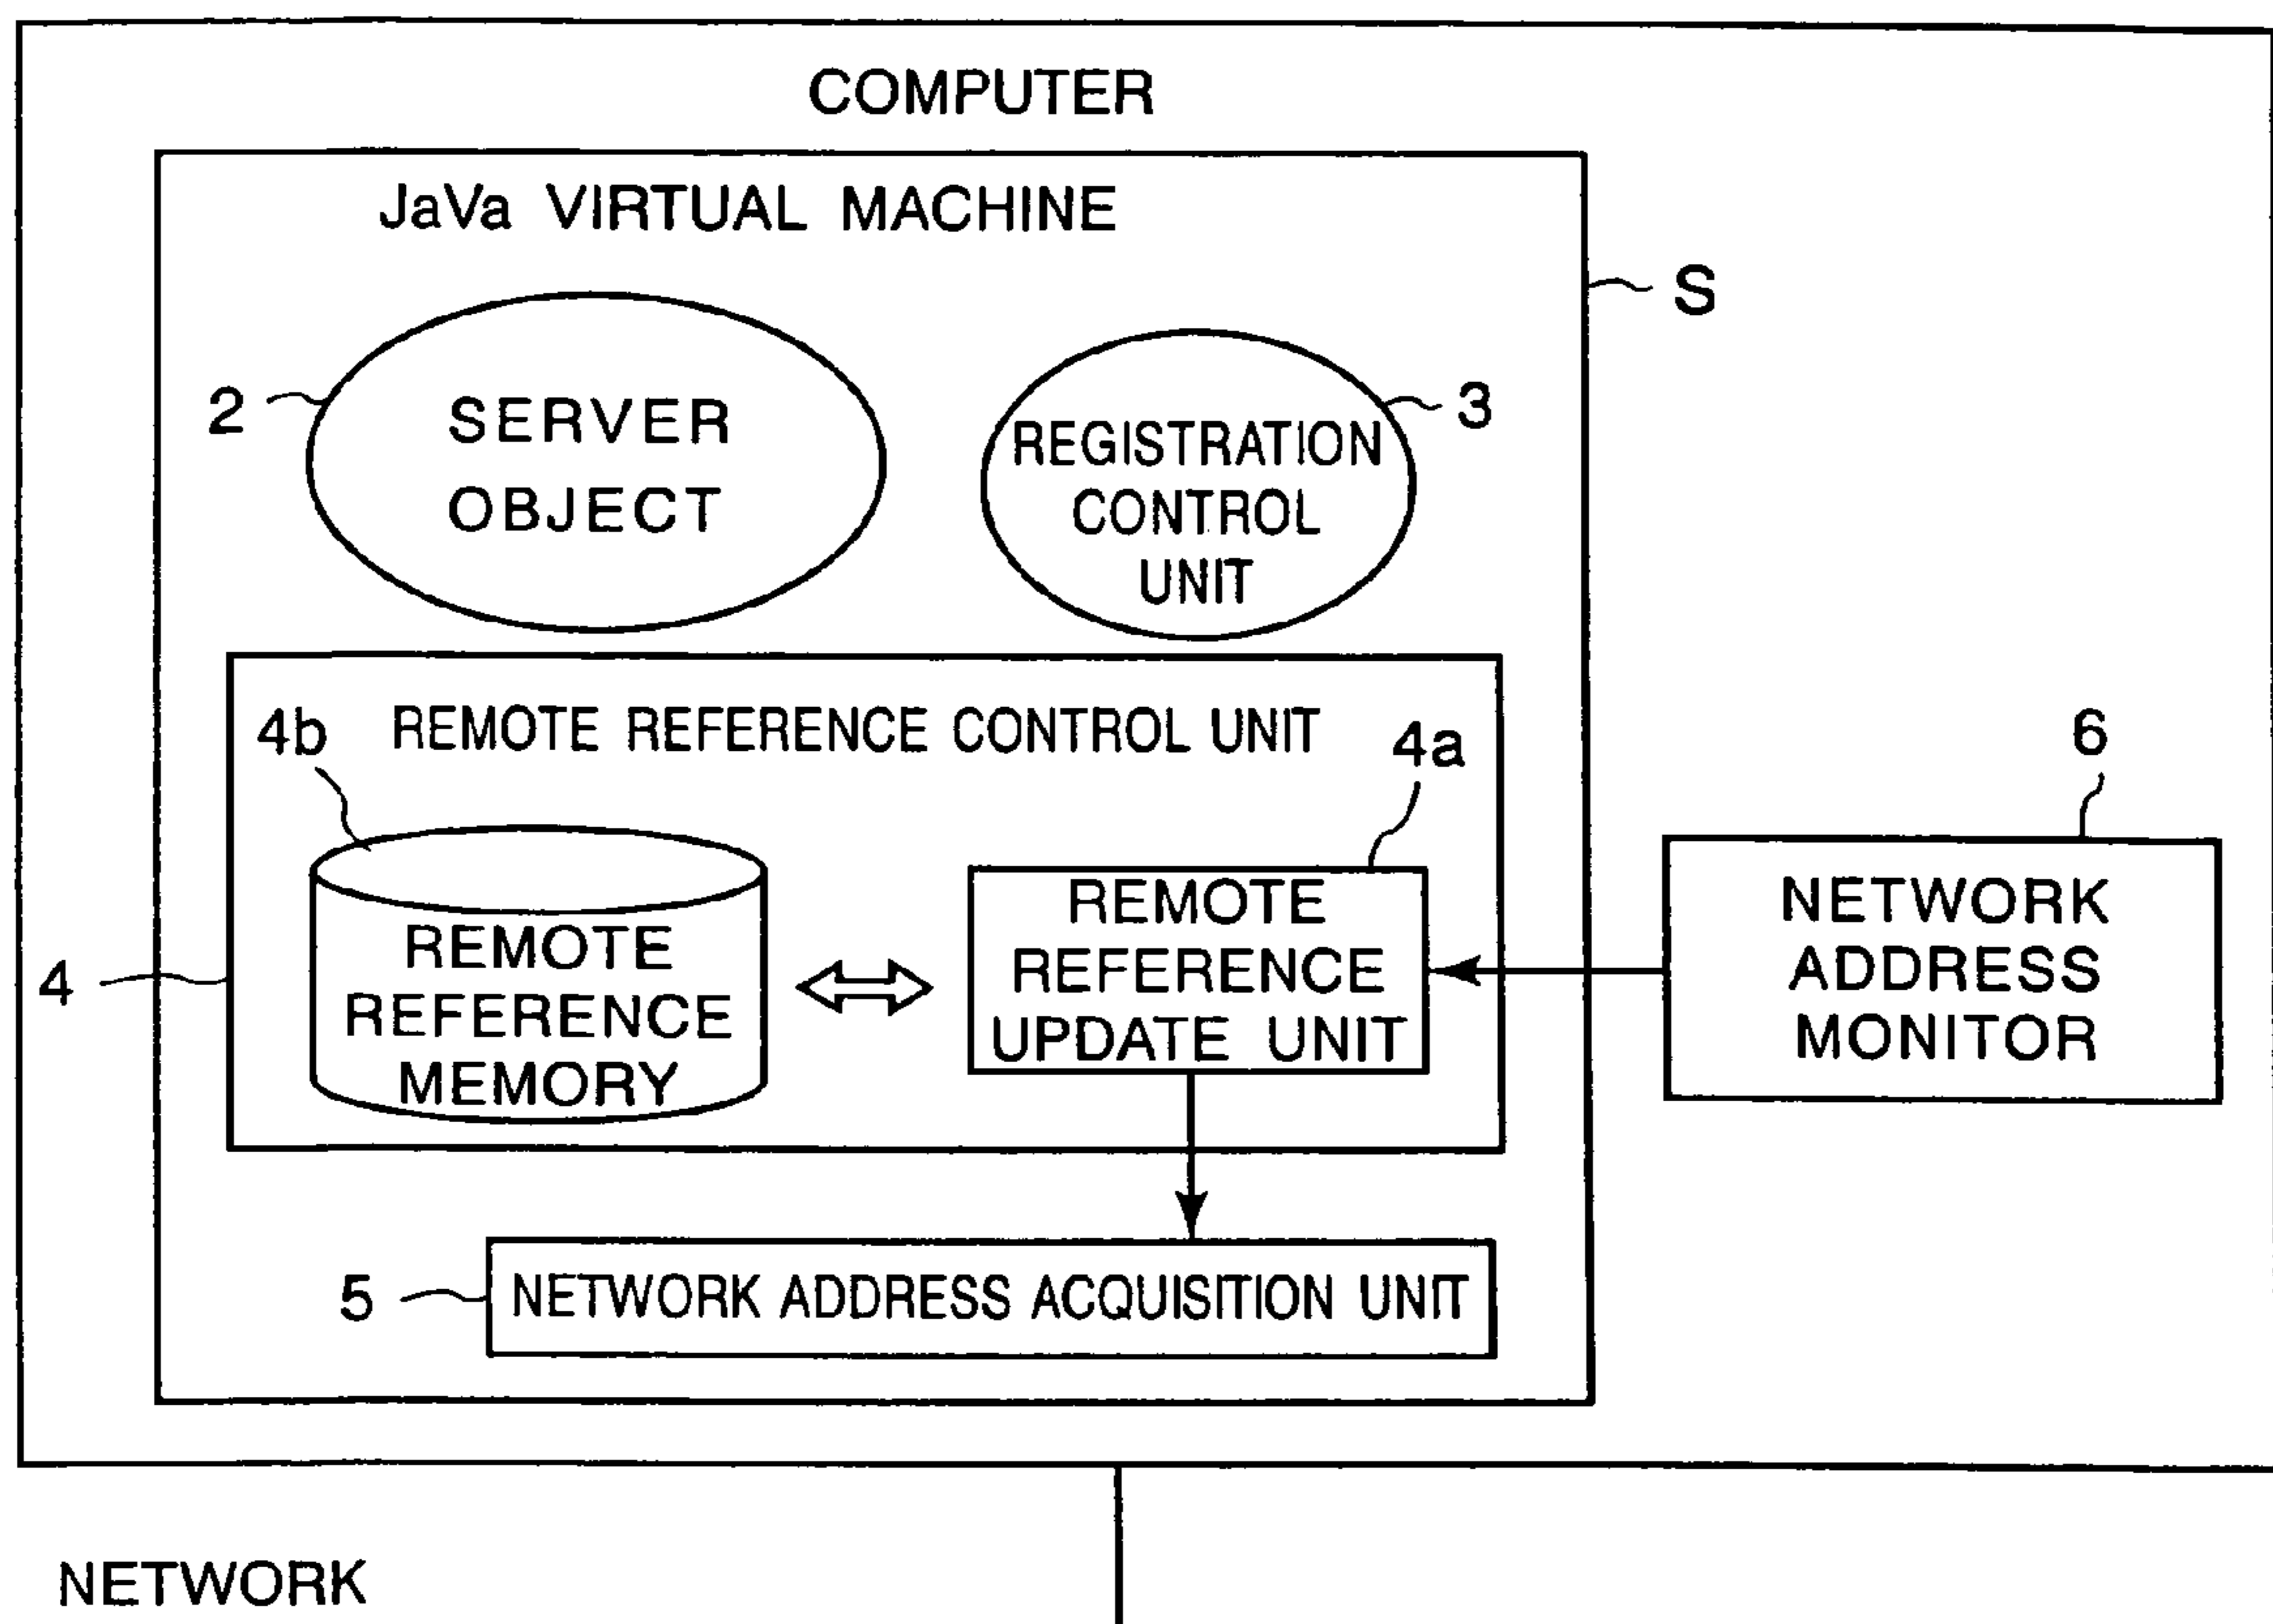 COMPUTER
JaVa VIRTUAL MACHINE
S
2
SERVER
OBJECT
3
REGISTRATION
CONTROL
UNIT
4b
REMOTE REFERENCE CONTROL UNIT
4a
6
4
REMOTE
REFERENCE
MEMORY
REMOTE
REFERENCE
UPDATE UNIT
NETWORK
ADDRESS
MONITOR
5
NETWORK ADDRESS ACQUISITION UNIT
NETWORK